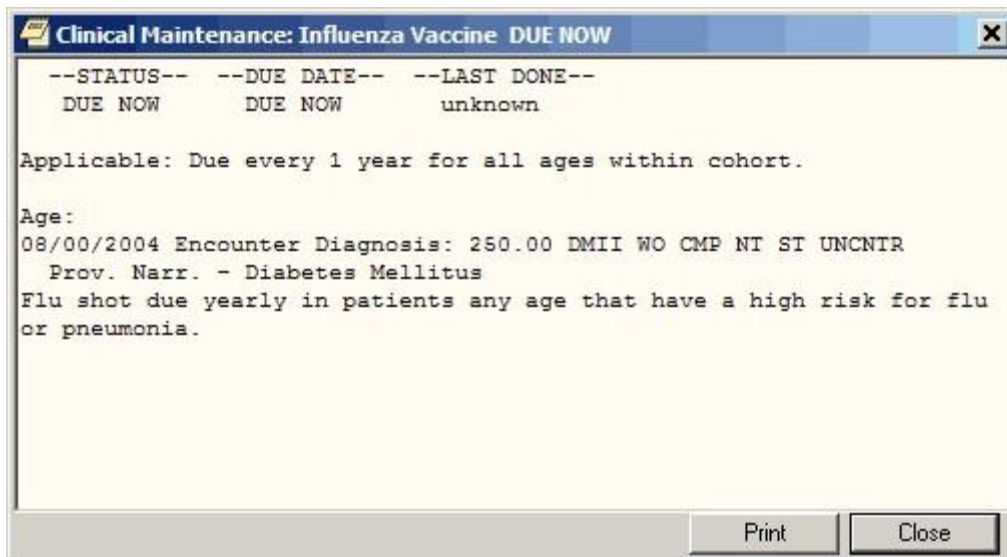 Clinical Maintenance: Influenza Vaccine DUE NOW
--STATUS-- --DUE DATE-- --LAST DONE--
DUE NOW DUE NOW unknown
Applicable: Due every 1 year for all ages within cohort.
Age:
08/00/2004 Encounter Diagnosis: 250.00 DMII WO CMP NT ST UNCNTR
Prov. Narr. - Diabetes Mellitus
Flu shot due yearly in patients any age that have a high risk for flu
or pneumonia.
Print Close